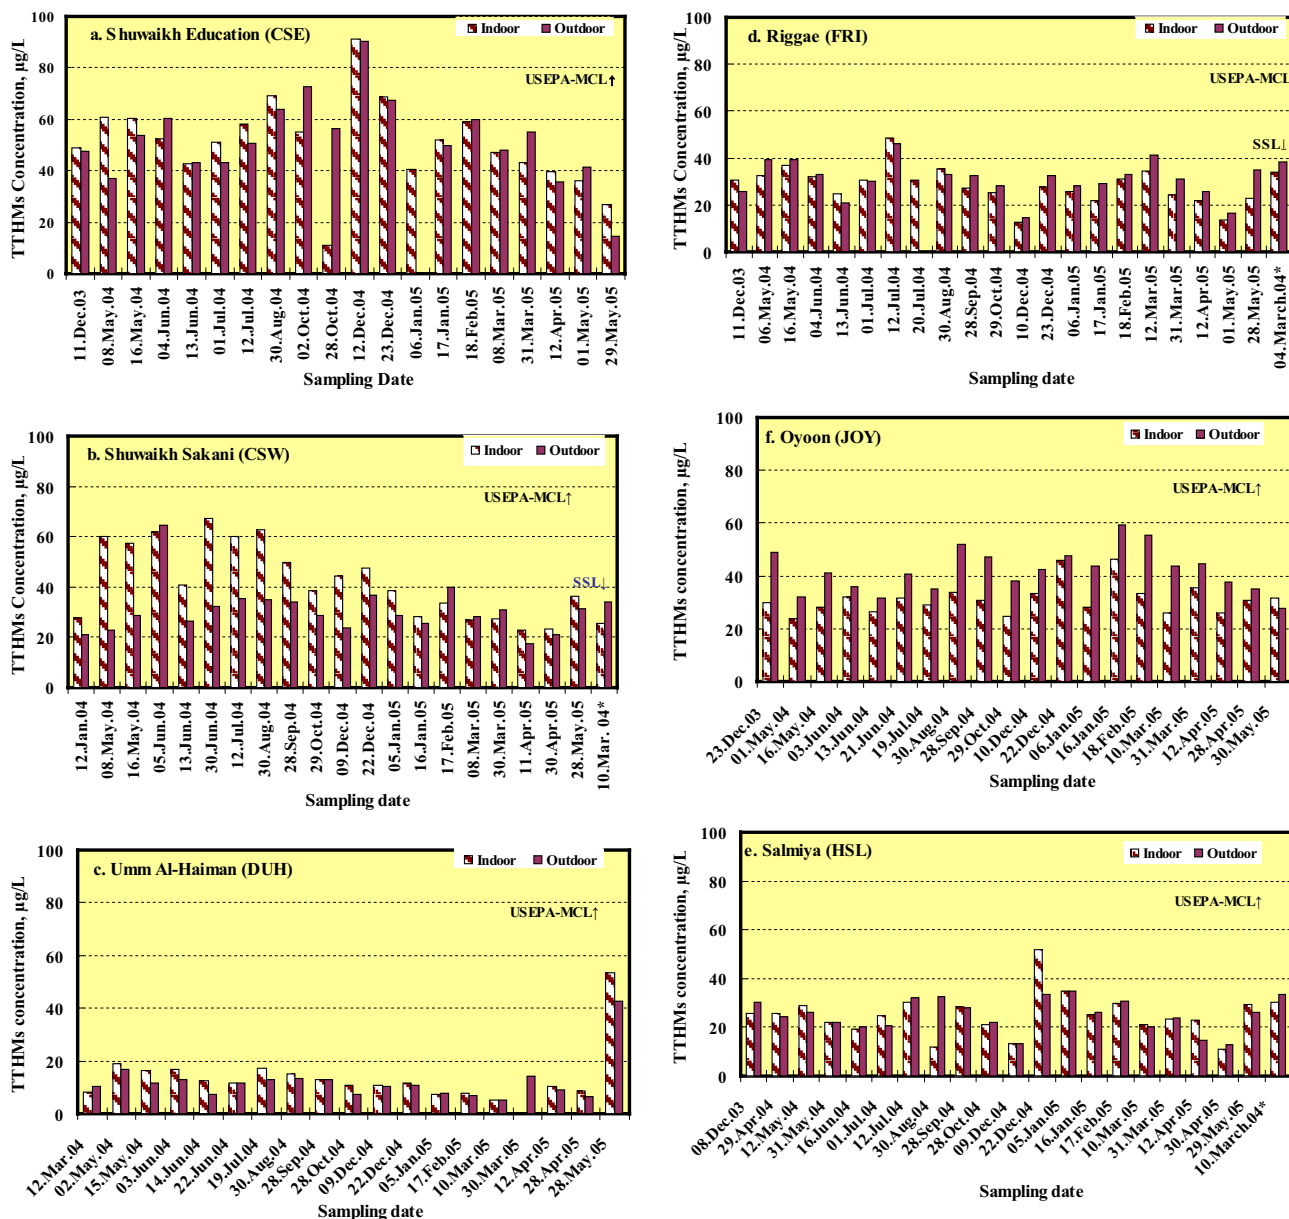 a. Shuwaikh Education (CSE)
Indoor Outdoor
USEPA-MCL↑
TTHMs Concentration, µg/L
100
80
60
40
20
0
11.Dec.03
08.May.04
16.May.04
04.Jun.04
13.Jun.04
01.Jul.04
12.Jul.04
30.Aug.04
02.Oct.04
28.Oct.04
12.Dec.04
23.Dec.04
06.Jan.05
17.Jan.05
18.Feb.05
08.Mar.05
31.Mar.05
12.Apr.05
01.May.05
29.May.05
Sampling Date
d. Riggae (FRI)
Indoor Outdoor
USEPA-MCL
SSL↓
TTHMs Concentration, µg/L
100
80
60
40
20
0
11.Dec.03
06.May.04
16.May.04
04.Jun.04
13.Jun.04
01.Jul.04
12.Jul.04
20.Jul.04
30.Aug.04
28.Sep.04
29.Oct.04
10.Dec.04
23.Dec.04
06.Jan.05
17.Jan.05
18.Feb.05
12.Mar.05
31.Mar.05
12.Apr.05
01.May.05
28.May.05
04.March.04*
Sampling date
b. Shuwaikh Sakani (CSW)
Indoor Outdoor
USEPA-MCL↑
SSL↓
TTHMs Concentration, µg/L
100
80
60
40
20
0
12.Jan.04
08.May.04
16.May.04
05.Jun.04
13.Jun.04
30.Jun.04
12.Jul.04
30.Aug.04
28.Sep.04
29.Oct.04
09.Dec.04
22.Dec.04
05.Jan.05
16.Jan.05
17.Feb.05
08.Mar.05
30.Mar.05
11.Apr.05
30.Apr.05
28.May.05
10.Mar. 04*
Sampling date
f. Oyoon (JOY)
Indoor Outdoor
USEPA-MCL↑
TTHMs concentration, µg/L
100
80
60
40
20
0
23.Dec.03
01.May.04
16.May.04
03.Jun.04
13.Jun.04
21.Jun.04
19.Jul.04
30.Aug.04
28.Sep.04
29.Oct.04
10.Dec.04
22.Dec.04
06.Jan.05
16.Jan.05
18.Feb.05
10.Mar.05
31.Mar.05
12.Apr.05
28.Apr.05
30.May.05
Sampling date
c. Umm Al-Haiman (DUH)
Indoor Outdoor
USEPA-MCL↑
TTHMs concentration, µg/L
100
80
60
40
20
0
12.Mar.04
02.May.04
15.May.04
03.Jun.04
14.Jun.04
22.Jun.04
19.Jul.04
30.Aug.04
28.Sep.04
28.Oct.04
09.Dec.04
22.Dec.04
05.Jan.05
17.Feb.05
10.Mar.05
30.Mar.05
12.Apr.05
28.Apr.05
28.May.05
Sampling date
e. Salmiya (HSL)
Indoor Outdoor
USEPA-MCL↑
TTHMs concentration, µg/L
100
80
60
40
20
0
08.Dec.03
29.Apr.04
12.May.04
31.May.04
16.Jun.04
01.Jul.04
12.Jul.04
30.Aug.04
28.Sep.04
28.Oct.04
09.Dec.04
22.Dec.04
05.Jan.05
16.Jan.05
17.Feb.05
10.Mar.05
31.Mar.05
12.Apr.05
30.Apr.05
29.May.05
10.March.04*
Sampling date